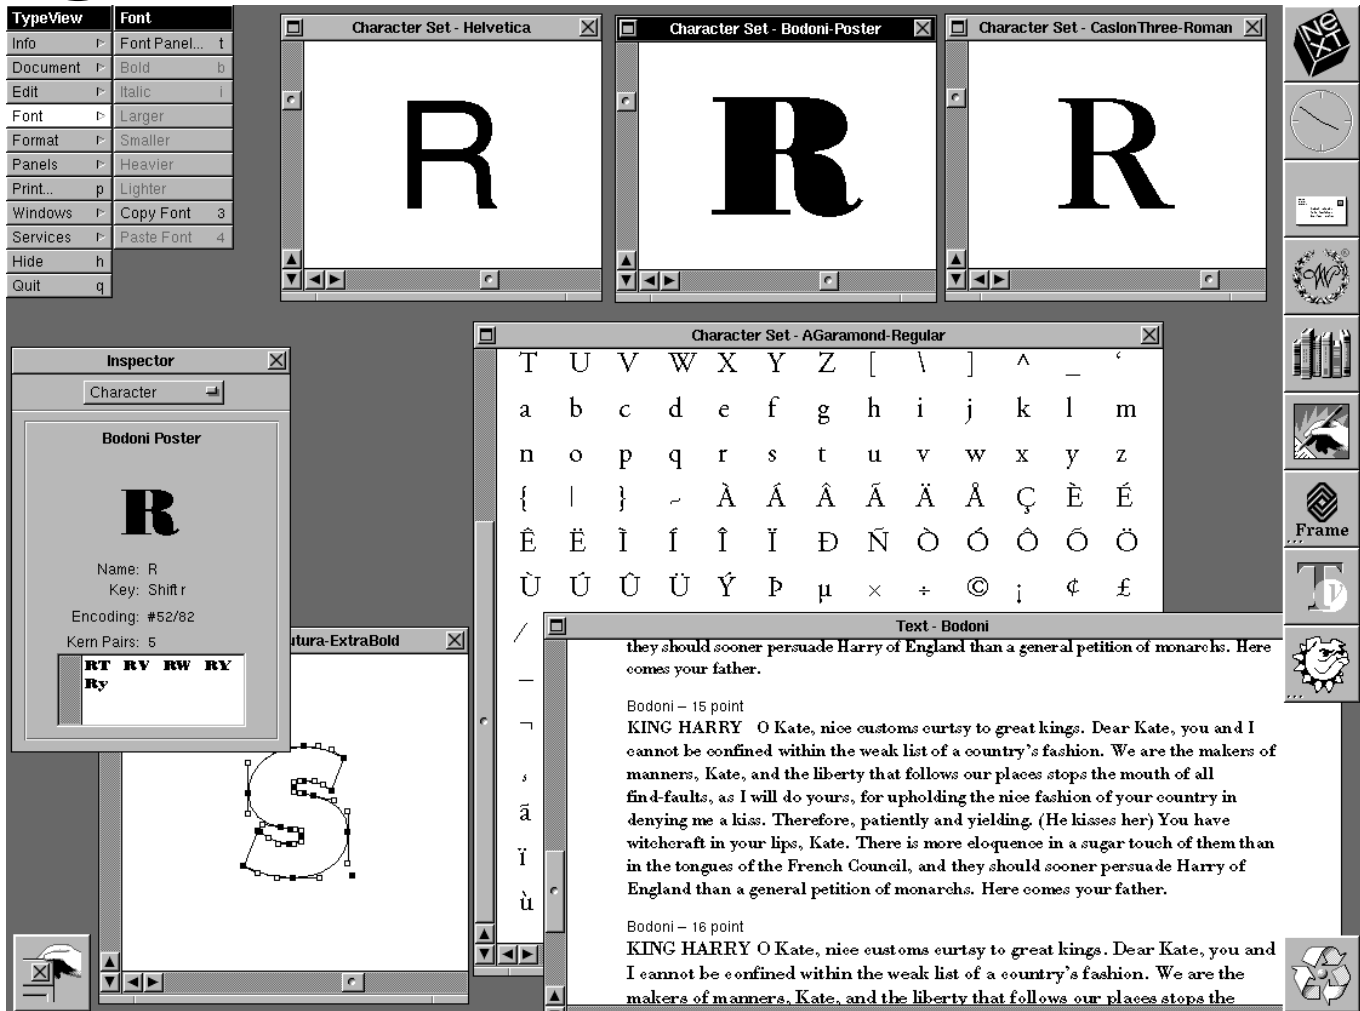 TypeView
Info
Document
Edit
Font
Format
Panels
Print... p
Windows
Services
Hide h
Quit q
Font
Font Panel... t
Bold b
Italic i
Larger
Smaller
Heavier
Lighter
Copy Font 3
Paste Font 4
Character Set - Helvetica
R
Character Set - Bodoni-Poster
R
Character Set - CaslonThree-Roman
R
NeXT
W
Frame
...
Tv
...
Inspector
Character
Bodoni Poster
R
Name: R
Key: Shift r
Encoding: #52/82
Kern Pairs: 5
RT RV RW RY
Ry
utura-ExtraBold
S
Character Set - AGaramond-Regular
T U V W X Y Z [ \ ] ^ _ ‘
a b c d e f g h i j k l m
n o p q r s t u v w x y z
{ | } ~ À Á Â Ã Ä Å Ç È É
Ê Ë Ì Í Î Ï Ð Ñ Ò Ó Ô Õ Ö
Ù Ú Û Ü Ý Þ µ × ÷ © ¡ ¢ £
⁄
–
¬
¸
ã
ï
ù
Text - Bodoni
they should sooner persuade Harry of England than a general petition of monarchs. Here
comes your father.
Bodoni – 15 point
KING HARRY O Kate, nice customs curtsy to great kings. Dear Kate, you and I
cannot be confined within the weak list of a country’s fashion. We are the makers of
manners, Kate, and the liberty that follows our places stops the mouth of all
find-faults, as I will do yours, for upholding the nice fashion of your country in
denying me a kiss. Therefore, patiently and yielding. (He kisses her) You have
witchcraft in your lips, Kate. There is more eloquence in a sugar touch of them than
in the tongues of the French Council, and they should sooner persuade Harry of
England than a general petition of monarchs. Here comes your father.
Bodoni – 16 point
KING HARRY O Kate, nice customs curtsy to great kings. Dear Kate, you and
I cannot be confined within the weak list of a country’s fashion. We are the
makers of manners, Kate, and the liberty that follows our places stops the